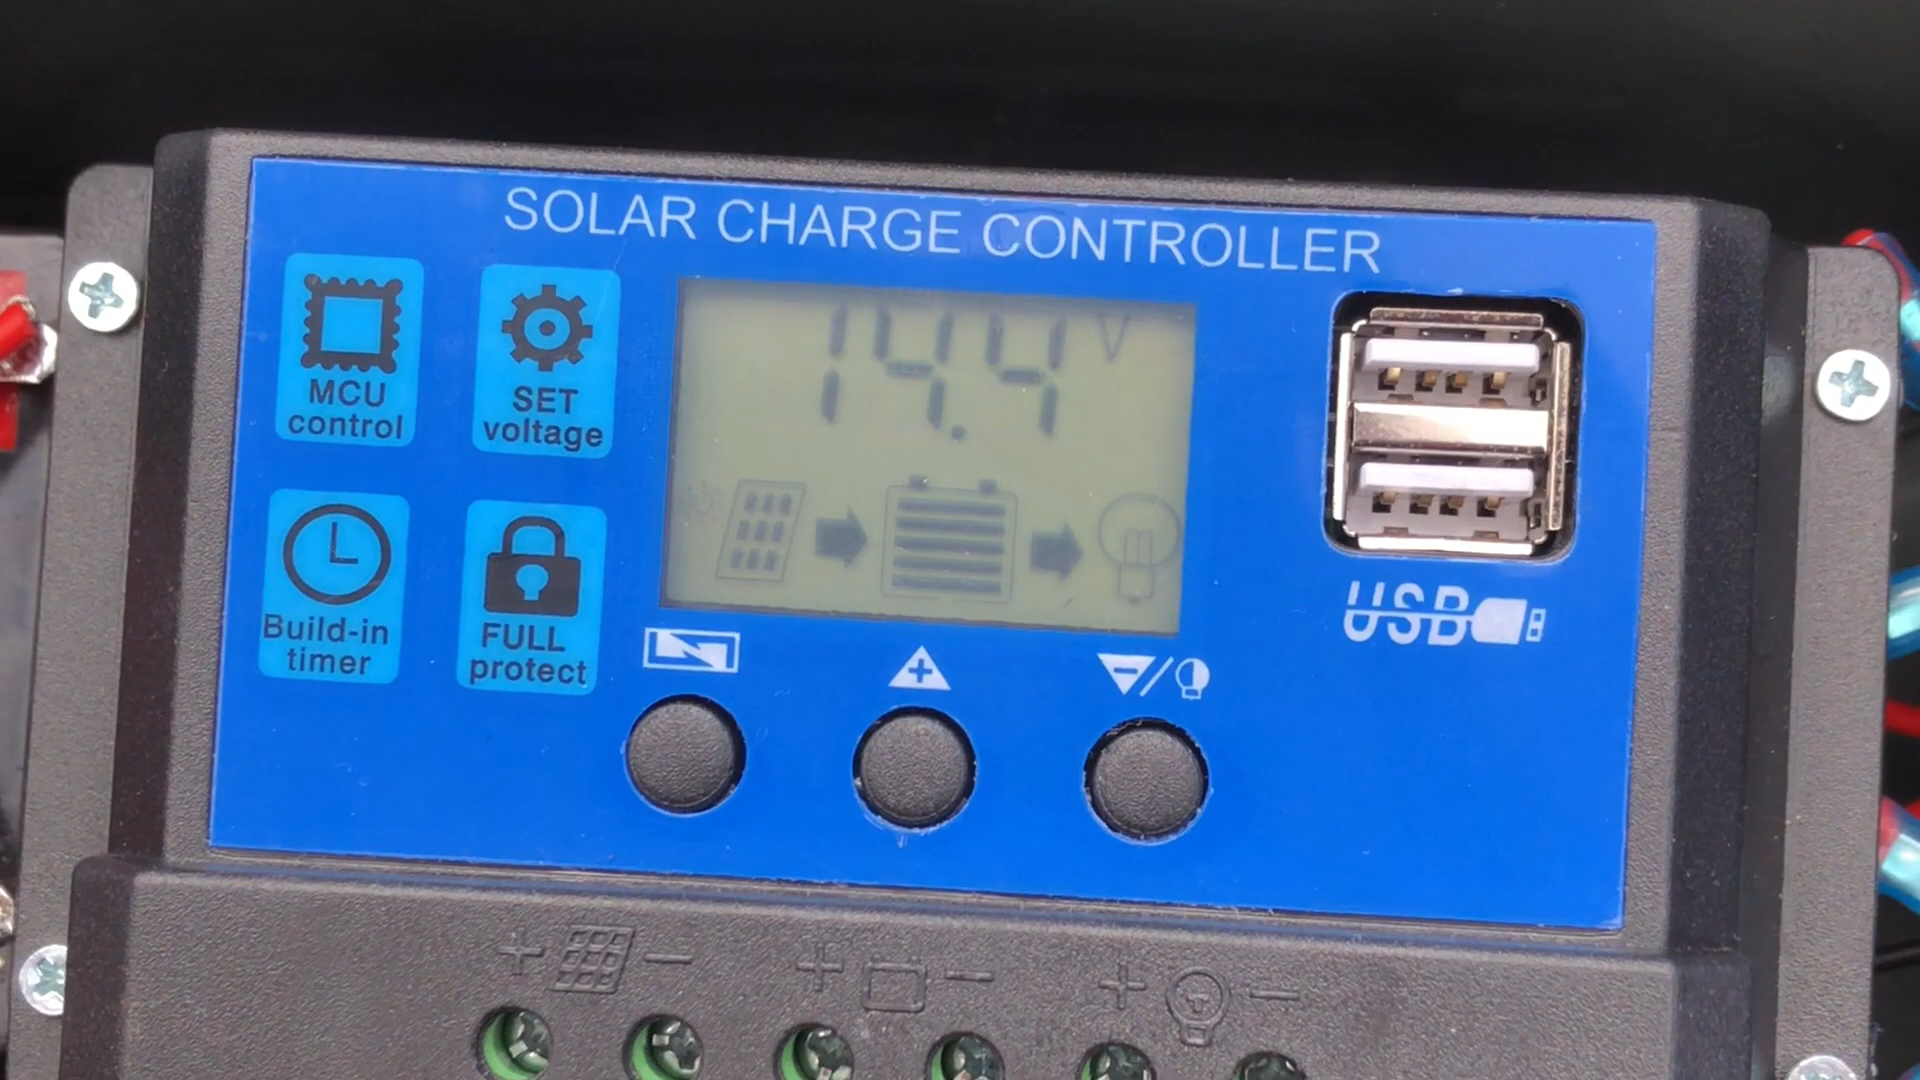 SOLAR CHARGE CONTROLLER
MCU
control
SET
voltage
14.4 V
Build-in
timer
FULL
protect
USB